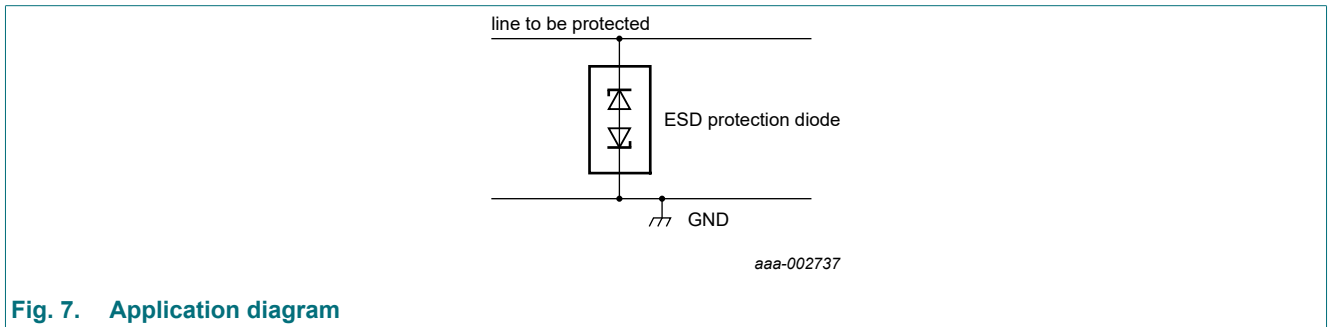 line to be protected
ESD protection diode
GND
aaa-002737
Fig. 7. Application diagram